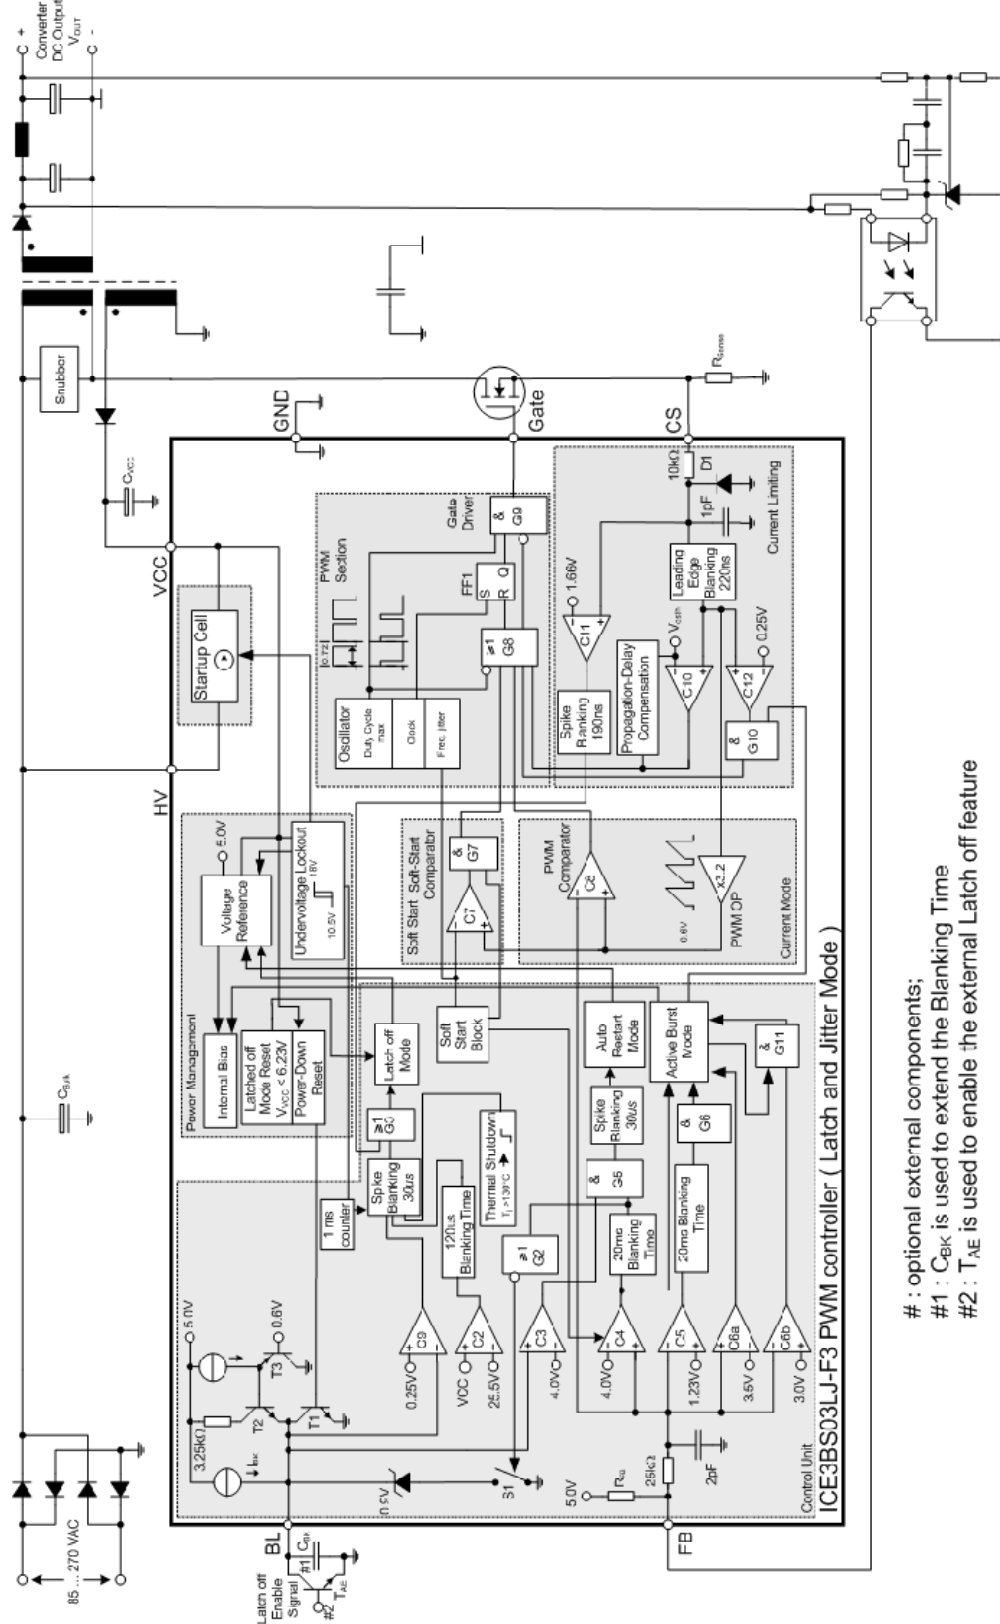 85 ... 270 VAC
CBulk
Snubber
Converter
DC Output
VOUT
+
-
CVCC
HV
VCC
GND
Startup Cell
Power Management
Internal Bias
Voltage
Reference
5.0V
Latched off
Mode Reset
VVCC < 6.23V
Power-Down
Reset
Undervoltage Lockout
18V
10.5V
PWM
Section
0.72
Oscillator
Duty Cycle
max
Clock
Freq. jitter
FF1
S
R
Q
≥1
G8
Gate
Driver
&
G9
Gate
5.0V
3.25kΩ
IBK
T2
T3
0.6V
T1
BL
Latch off
Enable
Signal
#1
CBK
#2
TAE
S1
1 ms
counter
Spike
Blanking
30us
≥1
Latch off
Mode
0.25V
C9
VCC
25.5V
C2
120us
Blanking Time
Thermal Shutdown
Tj >130°C
Soft
Start
Block
Soft Start
Soft-Start
Comparator
C7
&
G7
4.0V
C3
≥1
G2
4.0V
C4
20ms
Blanking
Time
&
G5
Spike
Blanking
30us
Auto
Restart
Mode
1.23V
C5
20ms Blanking
Time
&
G6
Active Burst
Mode
3.5V
C6a
3.0V
C6b
&
G11
PWM
Comparator
C8
0.6V
x3.2
PWM OP
Current Mode
Spike
Blanking
190ns
C11
1.66V
Propagation-Delay
Compensation
C10
Vcsth
C12
0.25V
&
G10
Leading
Edge
Blanking
220ns
10kΩ
D1
1pF
Current Limiting
CS
RSense
5.0V
25kΩ
2pF
FB
Control Unit
ICE3BS03LJ-F3 PWM controller ( Latch and Jitter Mode )
# : optional external components;
#1 : CBK is used to extend the Blanking Time
#2 : TAE is used to enable the external Latch off feature